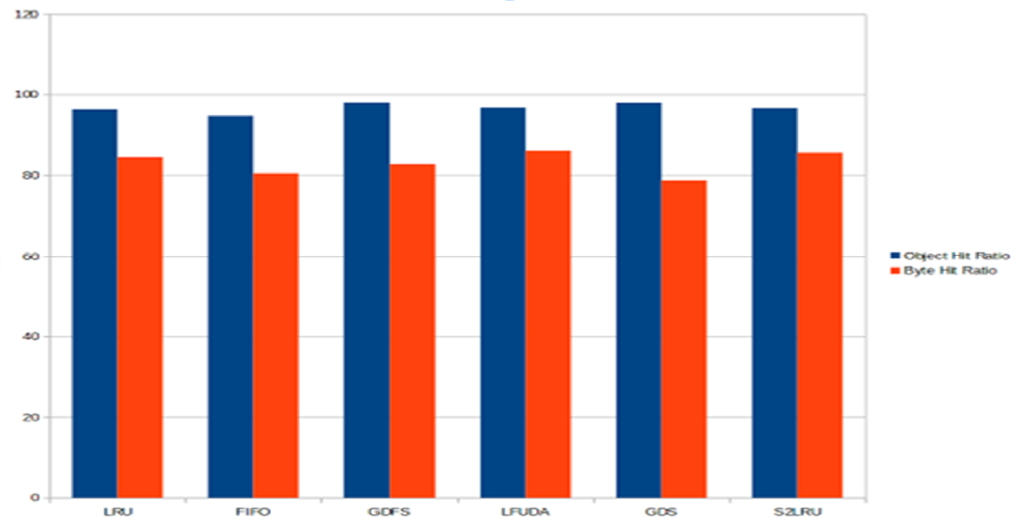 120
100
80
60
40
20
0
LRU FIFO GDFS LFUDA GDS S2LRU
Object Hit Ratio
Byte Hit Ratio